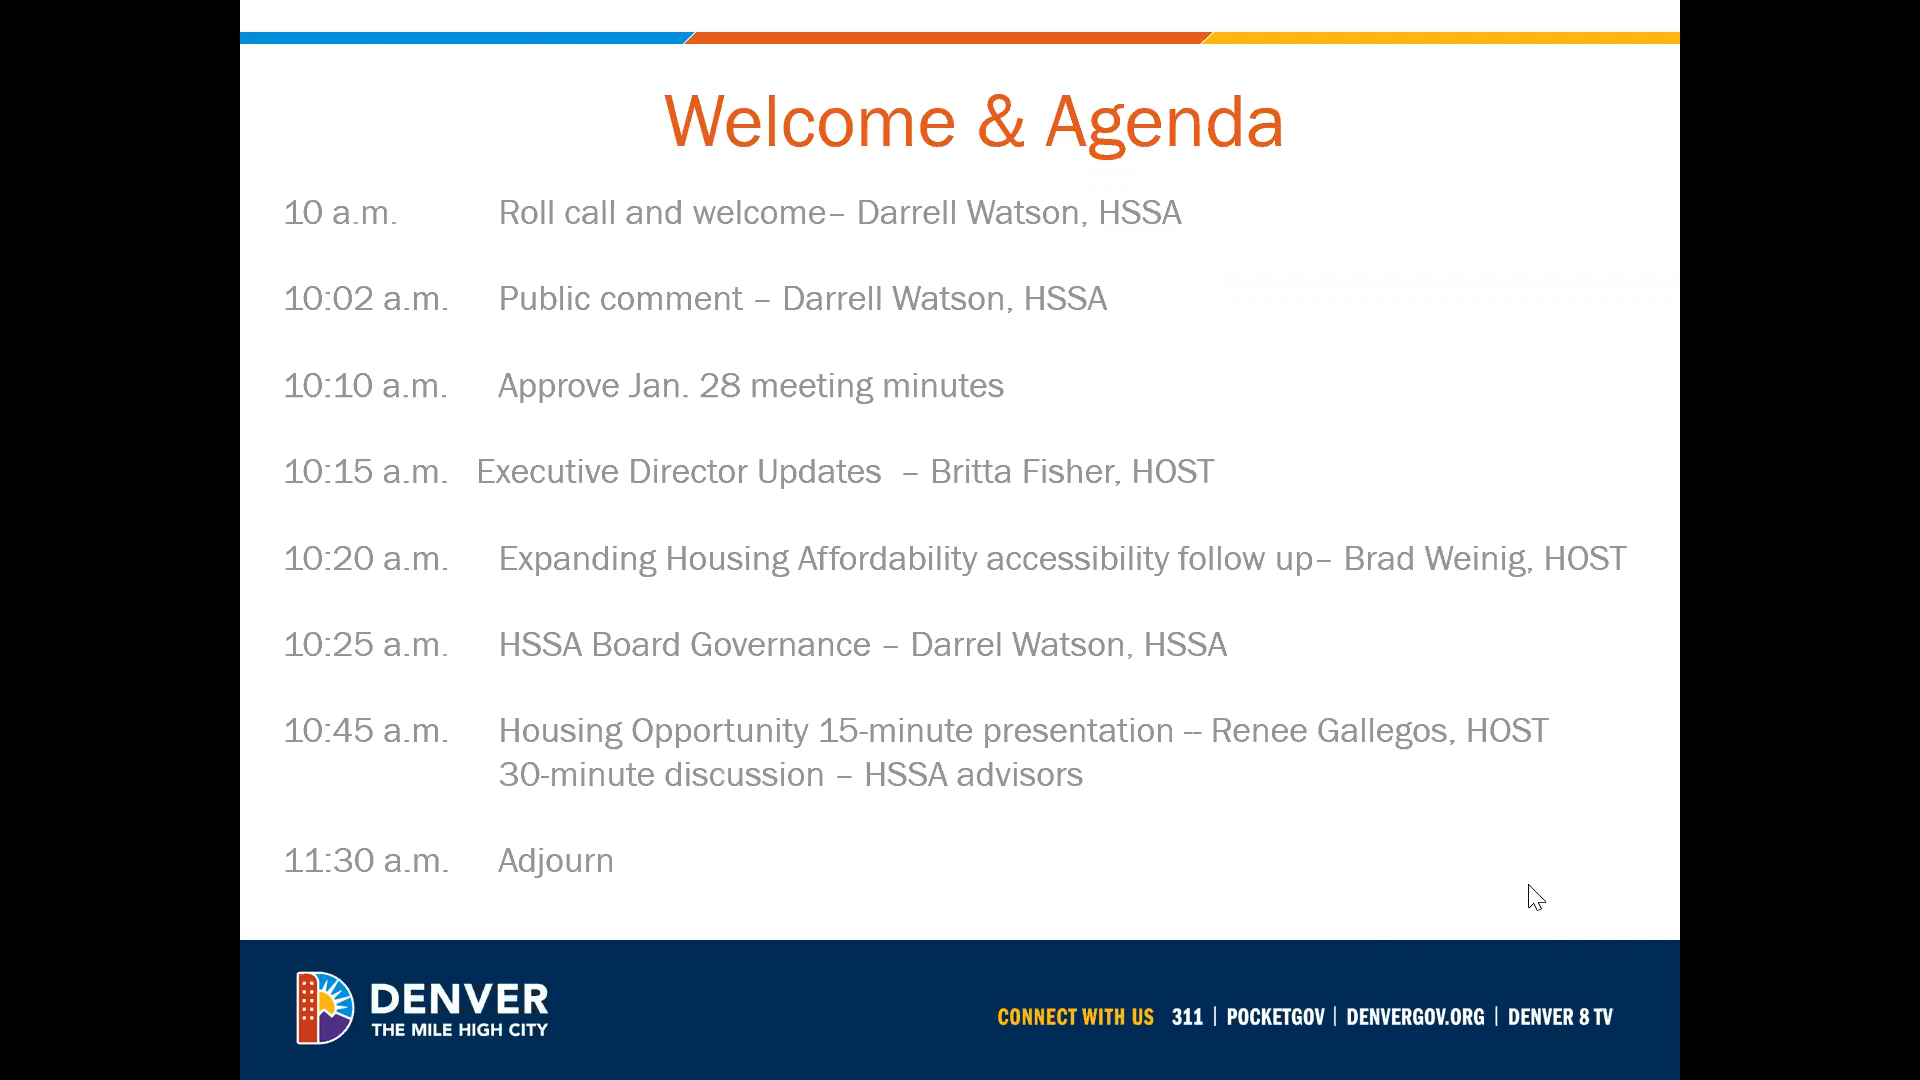 Welcome & Agenda
10 a.m. Roll call and welcome– Darrell Watson, HSSA
10:02 a.m. Public comment – Darrell Watson, HSSA
10:10 a.m. Approve Jan. 28 meeting minutes
10:15 a.m. Executive Director Updates – Britta Fisher, HOST
10:20 a.m. Expanding Housing Affordability accessibility follow up– Brad Weinig, HOST
10:25 a.m. HSSA Board Governance – Darrel Watson, HSSA
10:45 a.m. Housing Opportunity 15-minute presentation -- Renee Gallegos, HOST
30-minute discussion – HSSA advisors
11:30 a.m. Adjourn
DENVER
THE MILE HIGH CITY
CONNECT WITH US 311 | POCKETGOV | DENVERGOV.ORG | DENVER 8 TV